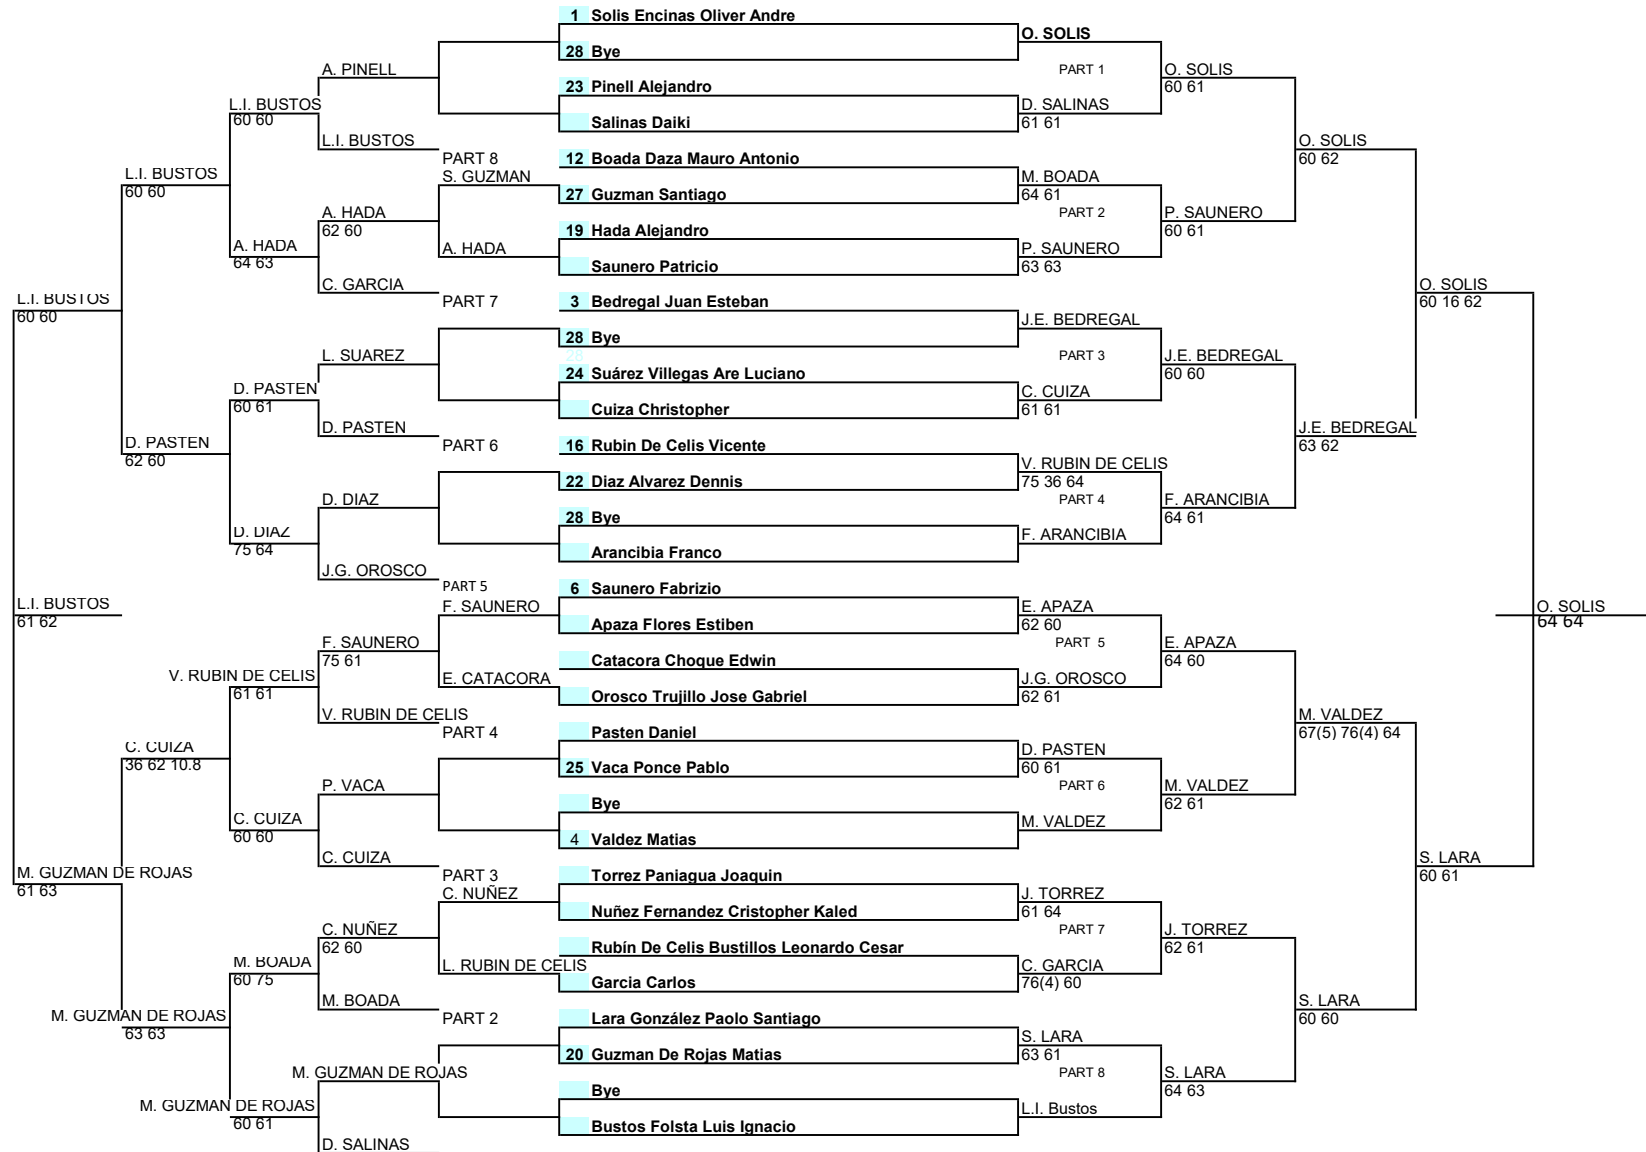 1 Solis Encinas Oliver Andre
O. SOLIS
28 Bye
A. PINELL
PART 1
O. SOLIS
23 Pinell Alejandro
60 61
L.I. BUSTOS
D. SALINAS
60 60
Salinas Daiki
61 61
L.I. BUSTOS
O. SOLIS
PART 8
12 Boada Daza Mauro Antonio
60 62
L.I. BUSTOS
S. GUZMAN
M. BOADA
60 60
27 Guzman Santiago
64 61
A. HADA
PART 2
P. SAUNERO
62 60
19 Hada Alejandro
60 61
A. HADA
A. HADA
P. SAUNERO
64 63
Saunero Patricio
63 63
C. GARCIA
O. SOLIS
L.I. BUSTOS
PART 7
3 Bedregal Juan Esteban
60 16 62
60 60
J.E. BEDREGAL
28 Bye
28
L. SUAREZ
PART 3
J.E. BEDREGAL
24 Suárez Villegas Are Luciano
60 60
D. PASTEN
C. CUIZA
60 61
Cuiza Christopher
61 61
D. PASTEN
J.E. BEDREGAL
D. PASTEN
PART 6
16 Rubin De Celis Vicente
63 62
62 60
V. RUBIN DE CELIS
22 Diaz Alvarez Dennis
75 36 64
D. DIAZ
PART 4
F. ARANCIBIA
28 Bye
64 61
D. DIAZ
F. ARANCIBIA
75 64
Arancibia Franco
J.G. OROSCO
PART 5
6 Saunero Fabrizio
L.I. BUSTOS
F. SAUNERO
E. APAZA
O. SOLIS
61 62
Apaza Flores Estiben
62 60
64 64
F. SAUNERO
PART 5
E. APAZA
75 61
Catacora Choque Edwin
64 60
V. RUBIN DE CELIS
E. CATACORA
J.G. OROSCO
61 61
Orosco Trujillo Jose Gabriel
62 61
V. RUBIN DE CELIS
M. VALDEZ
PART 4
Pasten Daniel
67(5) 76(4) 64
C. CUIZA
D. PASTEN
36 62 10.8
25 Vaca Ponce Pablo
60 61
P. VACA
PART 6
M. VALDEZ
Bye
62 61
C. CUIZA
M. VALDEZ
60 60
4 Valdez Matias
C. CUIZA
S. LARA
M. GUZMAN DE ROJAS
PART 3
Torrez Paniagua Joaquin
60 61
61 63
C. NUÑEZ
J. TORREZ
Nuñez Fernandez Cristopher Kaled
61 64
C. NUÑEZ
PART 7
J. TORREZ
62 60
Rubín De Celis Bustillos Leonardo Cesar
62 61
M. BOADA
L. RUBIN DE CELIS
C. GARCIA
60 75
Garcia Carlos
76(4) 60
M. BOADA
S. LARA
M. GUZMAN DE ROJAS
PART 2
Lara González Paolo Santiago
60 60
63 63
S. LARA
20 Guzman De Rojas Matias
63 61
M. GUZMAN DE ROJAS
PART 8
S. LARA
Bye
64 63
M. GUZMAN DE ROJAS
L.I. Bustos
60 61
Bustos Folsta Luis Ignacio
D. SALINAS